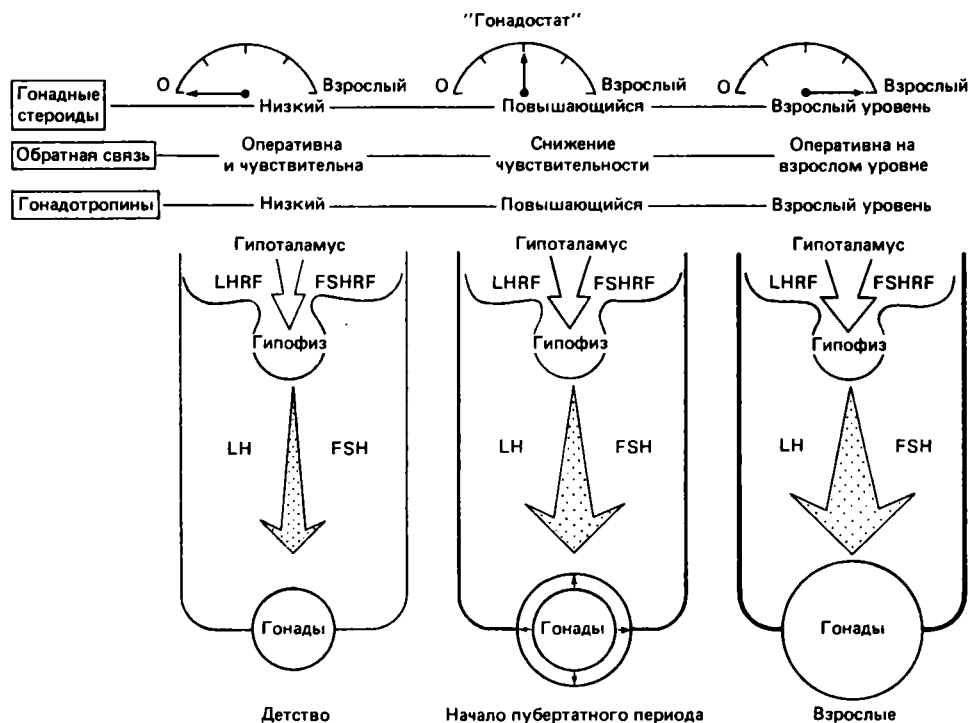 "Гонадостат"
О Взрослый О Взрослый О Взрослый
Гонадные стероиды Низкий Повышающийся Взрослый уровень
Обратная связь Оперативна и чувствительна Снижение чувствительности Оперативна на взрослом уровне
Гонадотропины Низкий Повышающийся Взрослый уровень
Гипоталамус Гипоталамус Гипоталамус
LHRF FSHRF LHRF FSHRF LHRF FSHRF
Гипофиз Гипофиз Гипофиз
LH FSH LH FSH LH FSH
Гонады Гонады Гонады
Детство Начало пубертатного периода Взрослые